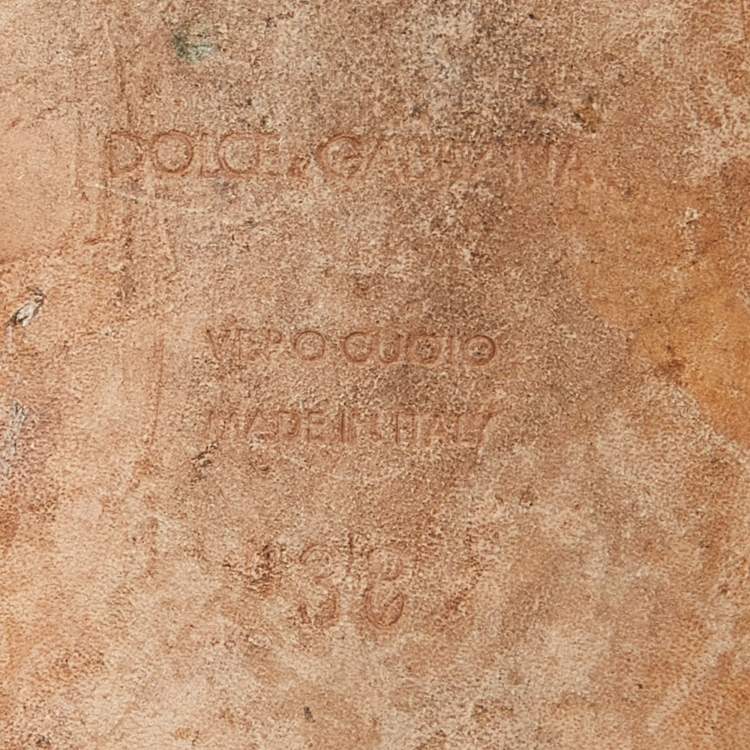 DOLCE & GABBANA
VERO CUOIO
MADE IN ITALY
38